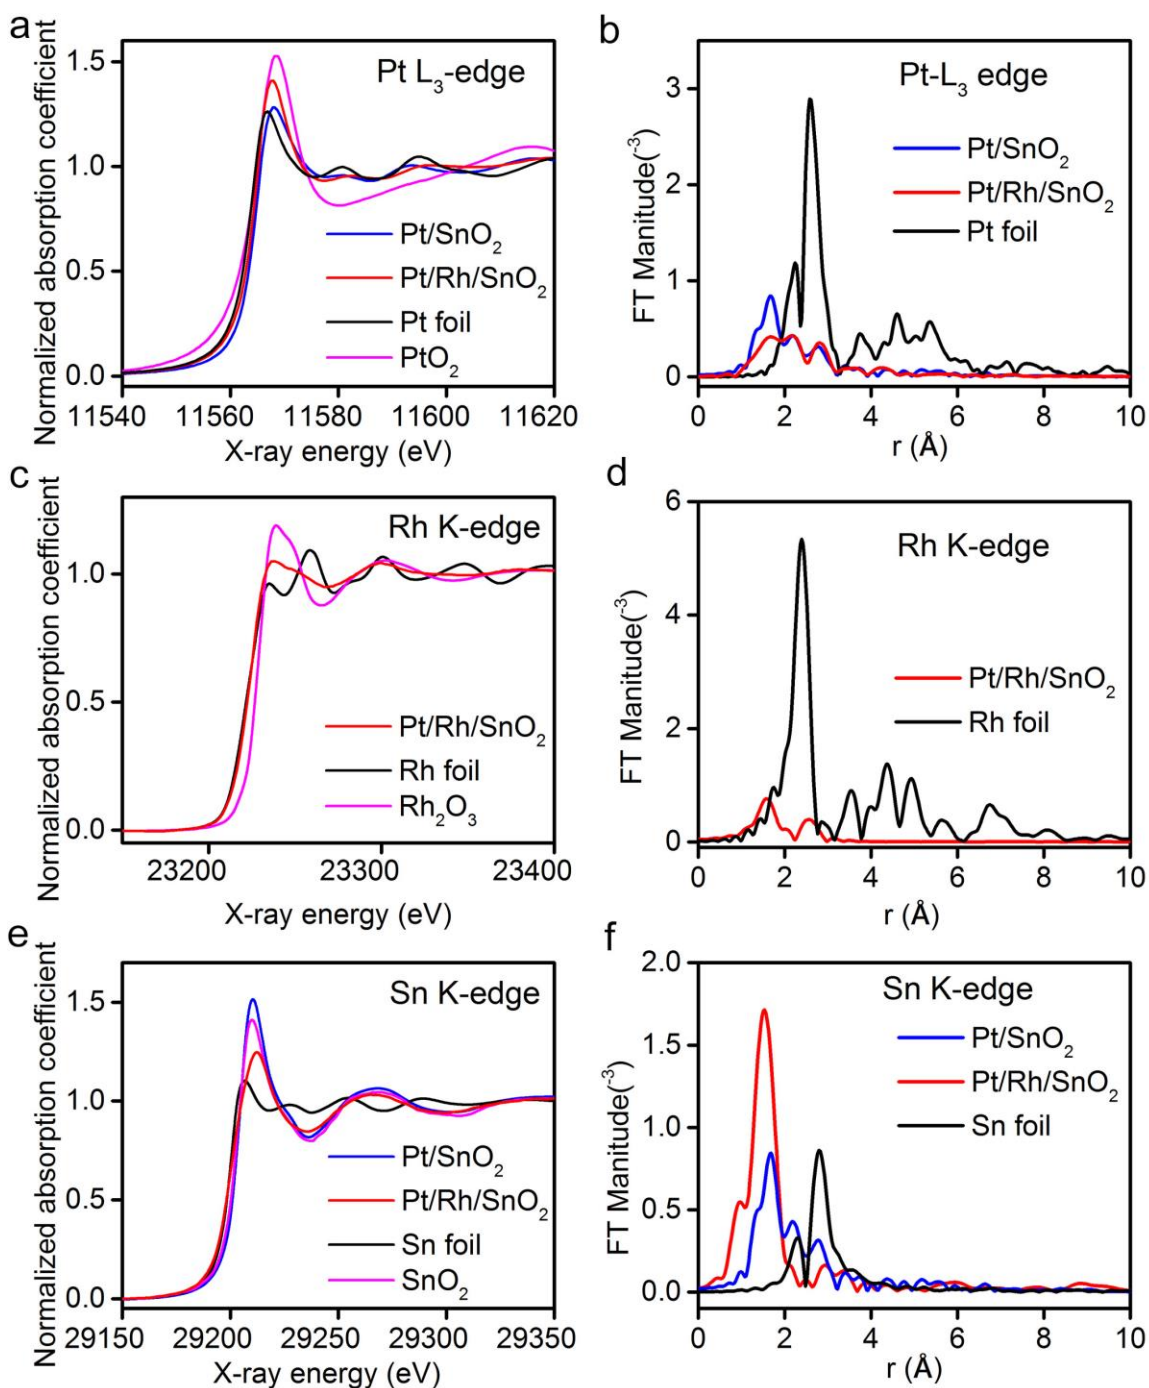 a
Normalized absorption coefficient
1.5
1.0
0.5
0.0
Pt L₃-edge
Pt/SnO₂
Pt/Rh/SnO₂
Pt foil
PtO₂
11540 11560 11580 11600 11620
X-ray energy (eV)
b
FT Manitude(⁻³)
3
2
1
0
Pt-L₃ edge
Pt/SnO₂
Pt/Rh/SnO₂
Pt foil
0 2 4 6 8 10
r (Å)
c
Normalized absorption coefficient
1.0
0.5
0.0
Rh K-edge
Pt/Rh/SnO₂
Rh foil
Rh₂O₃
23200 23300 23400
X-ray energy (eV)
d
FT Manitude(⁻³)
6
4
2
0
Rh K-edge
Pt/Rh/SnO₂
Rh foil
0 2 4 6 8 10
r (Å)
e
Normalized absorption coefficient
1.5
1.0
0.5
0.0
Sn K-edge
Pt/SnO₂
Pt/Rh/SnO₂
Sn foil
SnO₂
29150 29200 29250 29300 29350
X-ray energy (eV)
f
FT Manitude(⁻³)
2.0
1.5
1.0
0.5
0.0
Sn K-edge
Pt/SnO₂
Pt/Rh/SnO₂
Sn foil
0 2 4 6 8 10
r (Å)